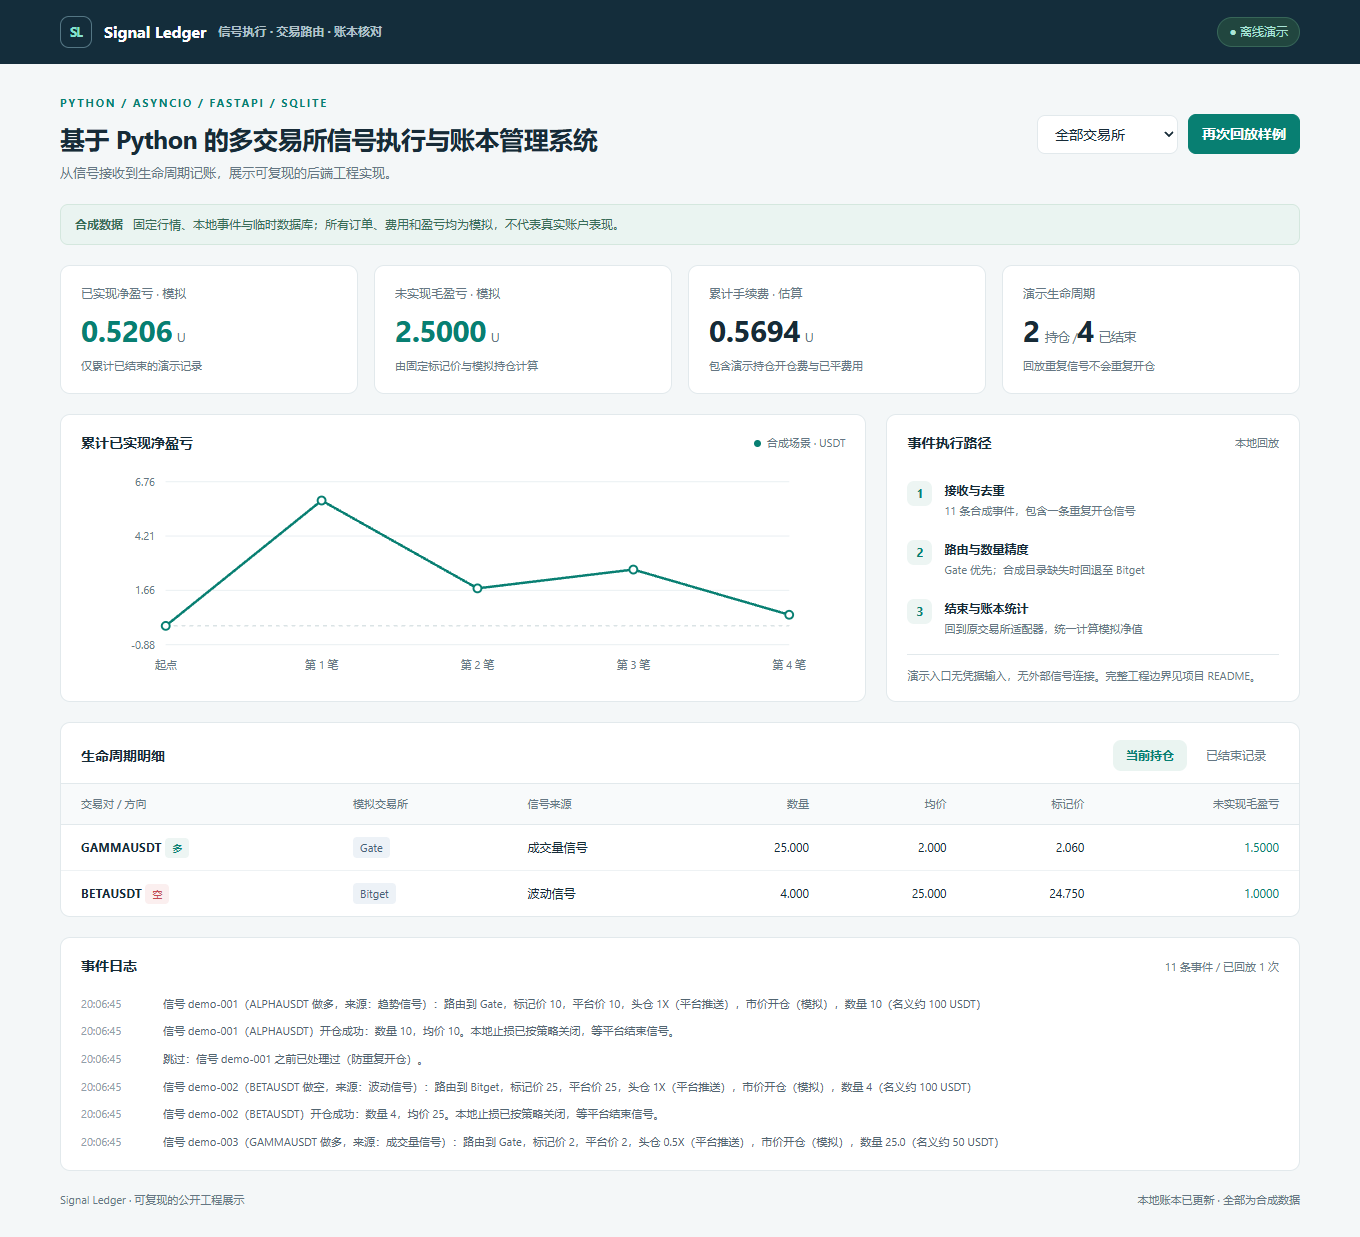 SL Signal Ledger 信号执行 · 交易路由 · 账本核对 离线演示
PYTHON / ASYNCIO / FASTAPI / SQLITE
基于 Python 的多交易所信号执行与账本管理系统
全部交易所 再次回放样例
从信号接收到生命周期记账，展示可复现的后端工程实现。
合成数据 固定行情、本地事件与临时数据库；所有订单、费用和盈亏均为模拟，不代表真实账户表现。
已实现净盈亏 · 模拟
0.5206 U
仅累计已结束的演示记录
未实现毛盈亏 · 模拟
2.5000 U
由固定标记价与模拟持仓计算
累计手续费 · 估算
0.5694 U
包含演示持仓开仓费与已平费用
演示生命周期
2 持仓 / 4 已结束
回放重复信号不会重复开仓
累计已实现净盈亏 合成场景 · USDT
6.76
4.21
1.66
-0.88
起点 第 1 笔 第 2 笔 第 3 笔 第 4 笔
事件执行路径 本地回放
1 接收与去重
11 条合成事件，包含一条重复开仓信号
2 路由与数量精度
Gate 优先；合成目录缺失时回退至 Bitget
3 结束与账本统计
回到原交易所适配器，统一计算模拟净值
演示入口无凭据输入，无外部信号连接。完整工程边界见项目 README。
生命周期明细 当前持仓 已结束记录
交易对 / 方向 模拟交易所 信号来源 数量 均价 标记价 未实现毛盈亏
GAMMAUSDT 多 Gate 成交量信号 25.000 2.000 2.060 1.5000
BETAUSDT 空 Bitget 波动信号 4.000 25.000 24.750 1.0000
事件日志 11 条事件 / 已回放 1 次
20:06:45 信号 demo-001（ALPHAUSDT 做多，来源：趋势信号）：路由到 Gate，标记价 10，平台价 10，头仓 1X（平台推送），市价开仓（模拟），数量 10（名义约 100 USDT）
20:06:45 信号 demo-001（ALPHAUSDT）开仓成功：数量 10，均价 10。本地止损已按策略关闭，等平台结束信号。
20:06:45 跳过：信号 demo-001 之前已处理过（防重复开仓）。
20:06:45 信号 demo-002（BETAUSDT 做空，来源：波动信号）：路由到 Bitget，标记价 25，平台价 25，头仓 1X（平台推送），市价开仓（模拟），数量 4（名义约 100 USDT）
20:06:45 信号 demo-002（BETAUSDT）开仓成功：数量 4，均价 25。本地止损已按策略关闭，等平台结束信号。
20:06:45 信号 demo-003（GAMMAUSDT 做多，来源：成交量信号）：路由到 Gate，标记价 2，平台价 2，头仓 0.5X（平台推送），市价开仓（模拟），数量 25.0（名义约 50 USDT）
Signal Ledger · 可复现的公开工程展示 本地账本已更新 · 全部为合成数据